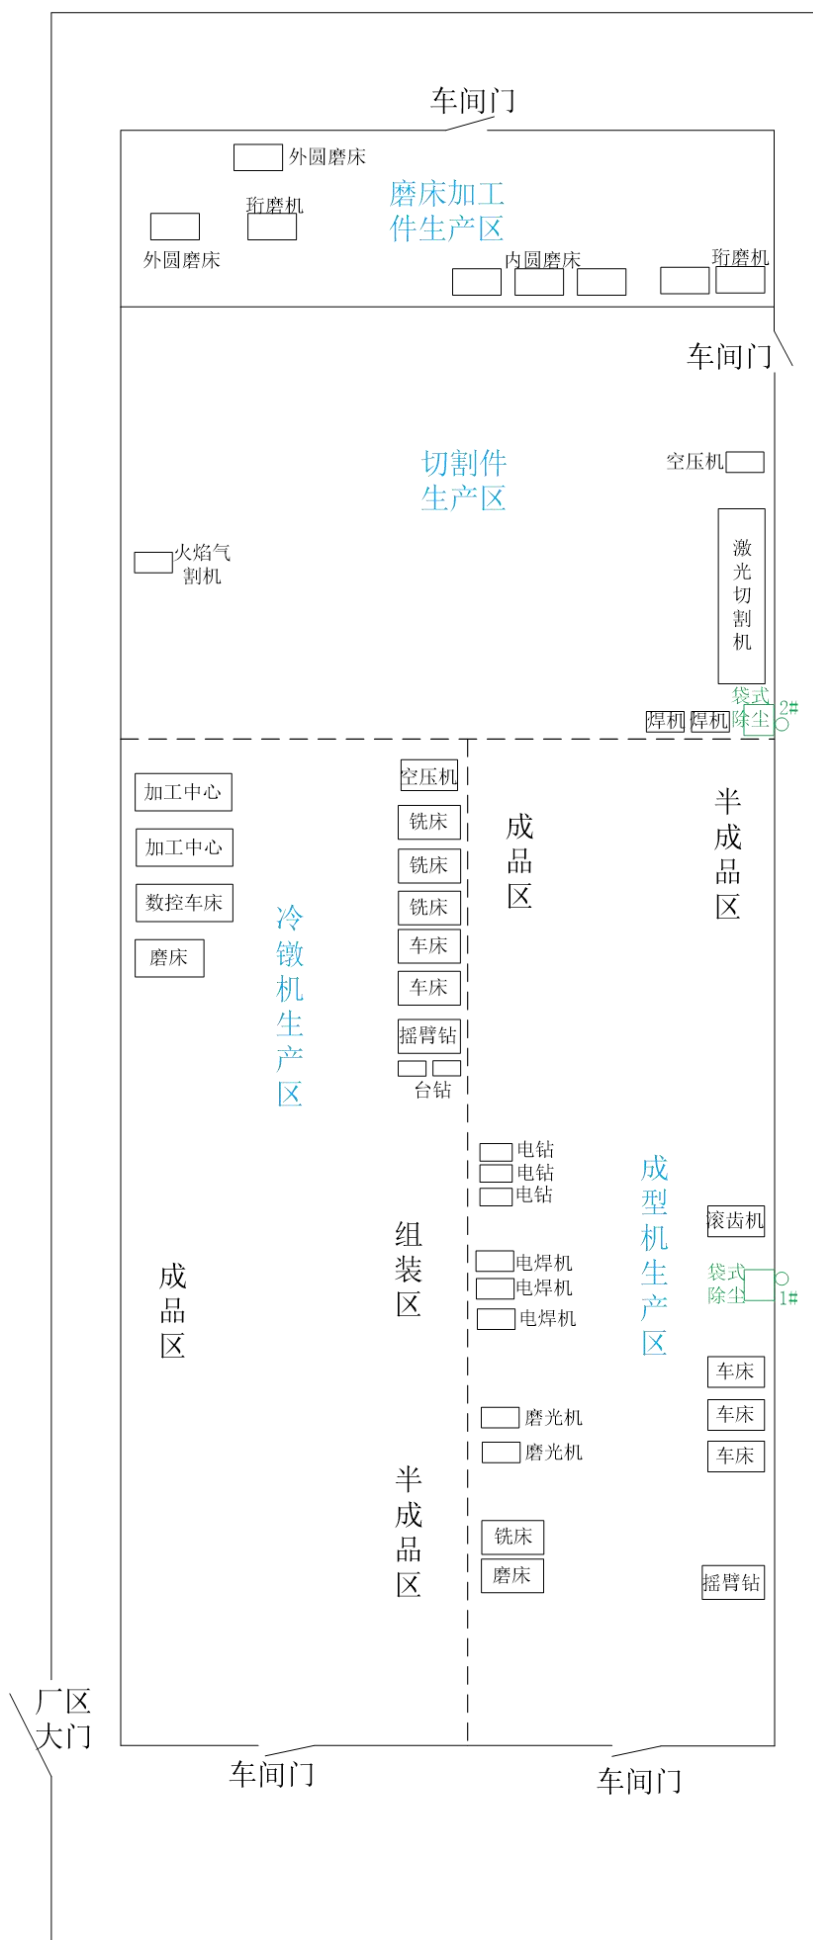 车间门
外圆磨床
磨床加工
件生产区
珩磨机
外圆磨床
内圆磨床
珩磨机
车间门
切割件
生产区
空压机
火焰气
割机
激光切割机
袋式
除尘
2#
焊机
焊机
加工中心
加工中心
数控车床
磨床
冷镦机生产区
空压机
铣床
铣床
铣床
车床
车床
摇臂钻
台钻
成品区
半成品区
电钻
电钻
电钻
成型机生产区
滚齿机
袋式
除尘
1#
组装区
成品区
电焊机
电焊机
电焊机
车床
车床
车床
磨光机
磨光机
半成品区
铣床
磨床
摇臂钻
厂区
大门
车间门
车间门